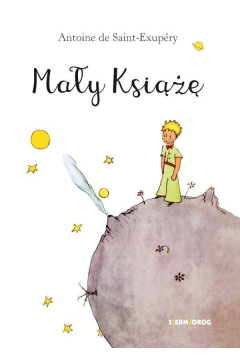 Antoine de Saint-Exupéry
Mały Książę
SIEDMIORÓG